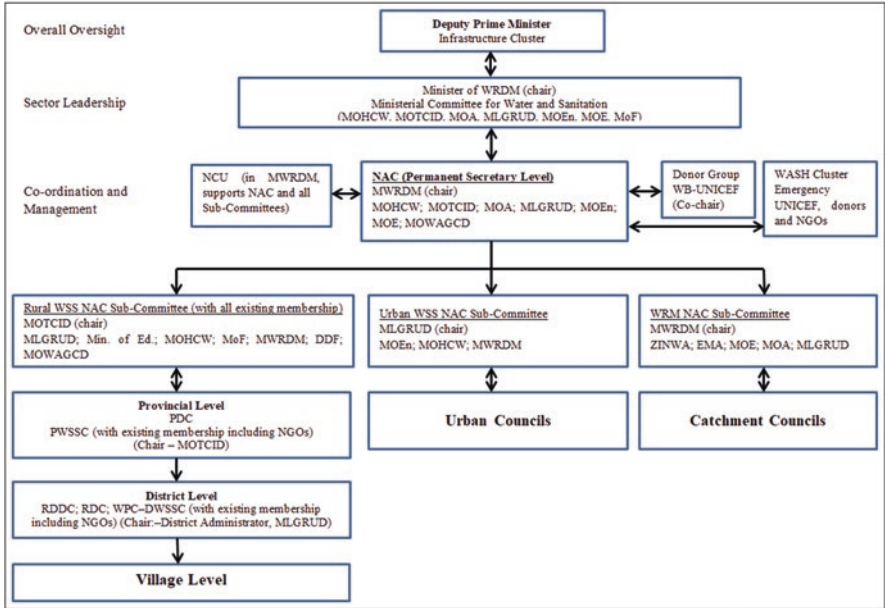 Overall Oversight
Deputy Prime Minister
Infrastructure Cluster
Sector Leadership
Minister of WRDM (chair)
Ministerial Committee for Water and Sanitation
(MOHCW, MOTCID, MOA, MLGRUD, MOEn, MOE, MoF)
Co-ordination and
Management
NCU (in MWRDM,
supports NAC and all
Sub-Committees)
NAC (Permanent Secretary Level)
MWRDM (chair)
MOHCW; MOTCID; MOA; MLGRUD; MOEn;
MOE; MOWAGCD
Donor Group
WB-UNICEF
(Co-chair)
WASH Cluster
Emergency
UNICEF, donors
and NGOs
Rural WSS NAC Sub-Committee (with all existing membership)
MOTCID (chair)
MLGRUD; Min. of Ed.; MOHCW; MoF; MWRDM; DDF;
MOWAGCD
Urban WSS NAC Sub-Committee
MLGRUD (chair)
MOEn; MOHCW; MWRDM
WRM NAC Sub-Committee
MWRDM (chair)
ZINWA; EMA; MOE; MOA; MLGRUD
Provincial Level
PDC
PWSSC (with existing membership including NGOs)
(Chair – MOTCID)
Urban Councils
Catchment Councils
District Level
RDDC; RDC; WPC–DWSSC (with existing membership
including NGOs) (Chair:–District Administrator, MLGRUD)
Village Level